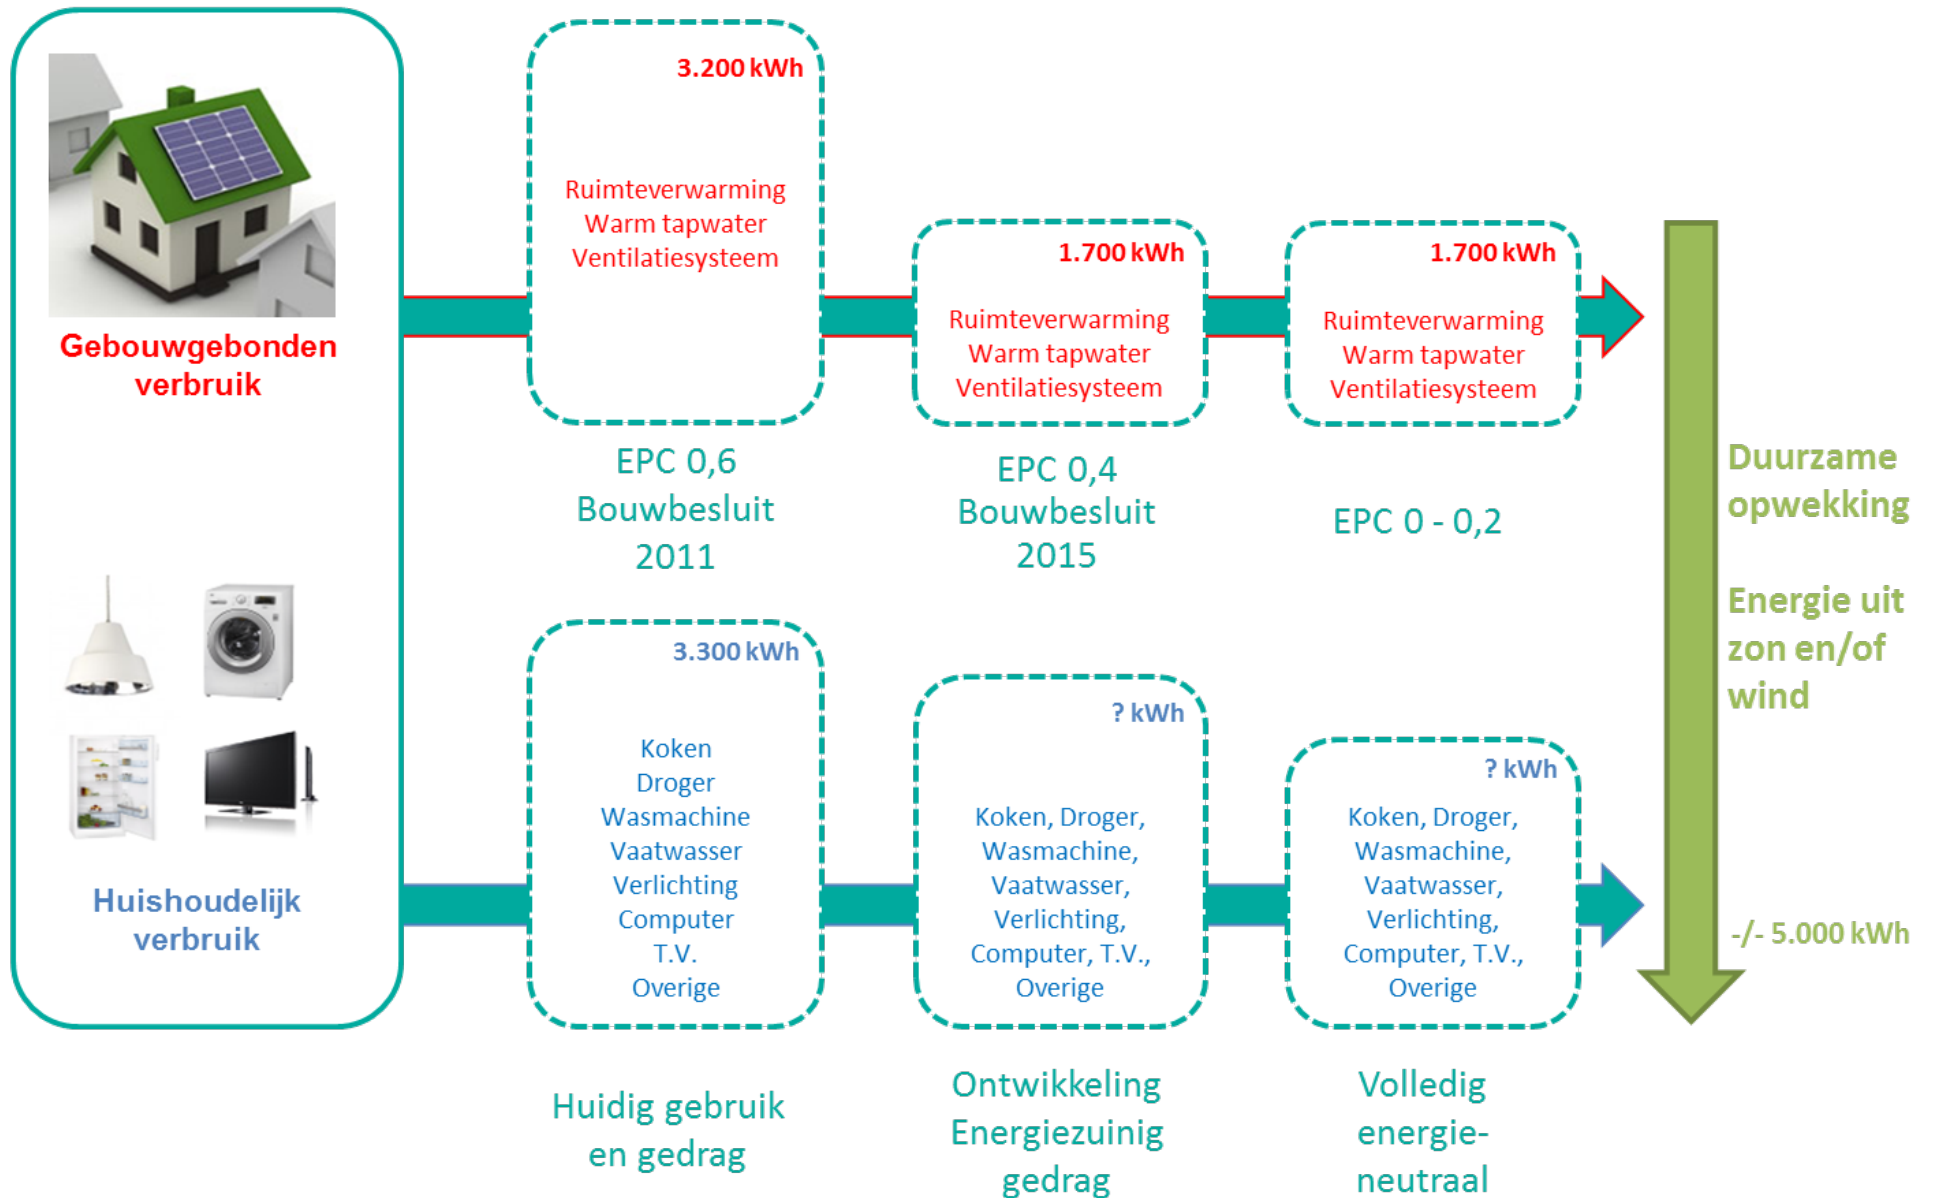 Gebouwgebonden
verbruik
3.200 kWh
Ruimteverwarming
Warm tapwater
Ventilatiesysteem
EPC 0,6
Bouwbesluit
2011
1.700 kWh
Ruimteverwarming
Warm tapwater
Ventilatiesysteem
EPC 0,4
Bouwbesluit
2015
1.700 kWh
Ruimteverwarming
Warm tapwater
Ventilatiesysteem
EPC 0 - 0,2
Huishoudelijk
verbruik
3.300 kWh
Koken
Droger
Wasmachine
Vaatwasser
Verlichting
Computer
T.V.
Overige
Huidig gebruik
en gedrag
? kWh
Koken, Droger,
Wasmachine,
Vaatwasser,
Verlichting,
Computer, T.V.,
Overige
Ontwikkeling
Energiezuinig
gedrag
? kWh
Koken, Droger,
Wasmachine,
Vaatwasser,
Verlichting,
Computer, T.V.,
Overige
Volledig
energie-
neutraal
Duurzame
opwekking
Energie uit
zon en/of
wind
-/- 5.000 kWh